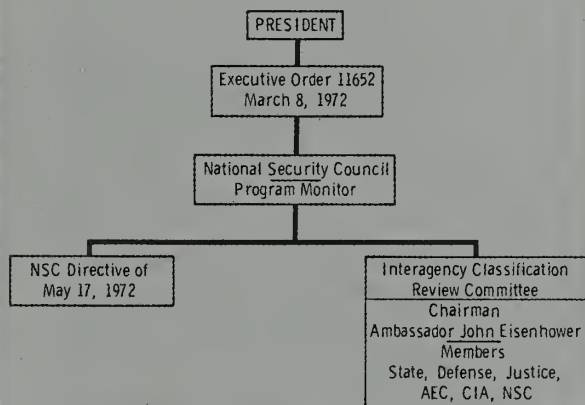 PRESIDENT
Executive Order 11652
March 8, 1972
National Security Council
Program Monitor
NSC Directive of
May 17, 1972
Interagency Classification
Review Committee
Chairman
Ambassador John Eisenhower
Members
State, Defense, Justice,
AEC, CIA, NSC